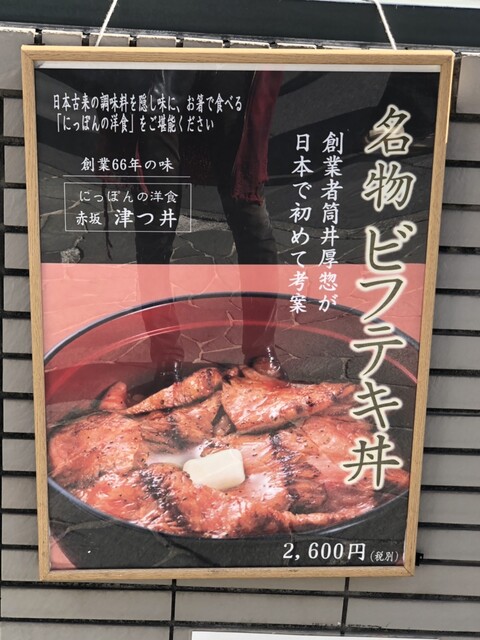 日本古来の調味料を隠し味に、お箸で食べる
「にっぽんの洋食」をご堪能ください
創業66年の味
にっぽんの洋食
赤坂 津つ井
名物 ビフテキ丼
創業者筒井厚惣が
日本で初めて考案
2,600円(税別)